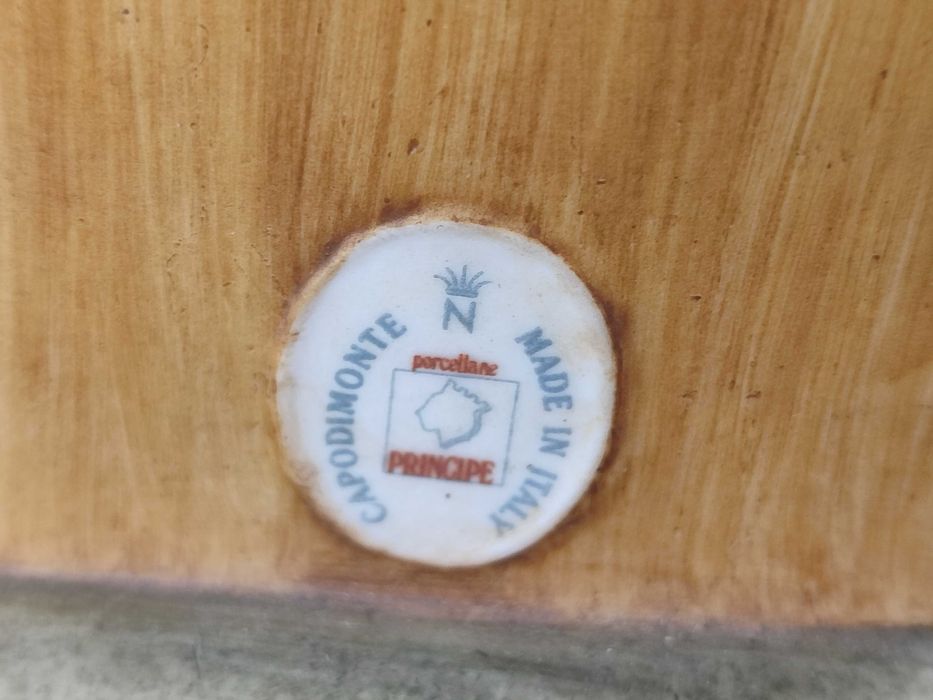 N
CAPODIMONTE
MADE IN ITALY
porcellane
PRINCIPE